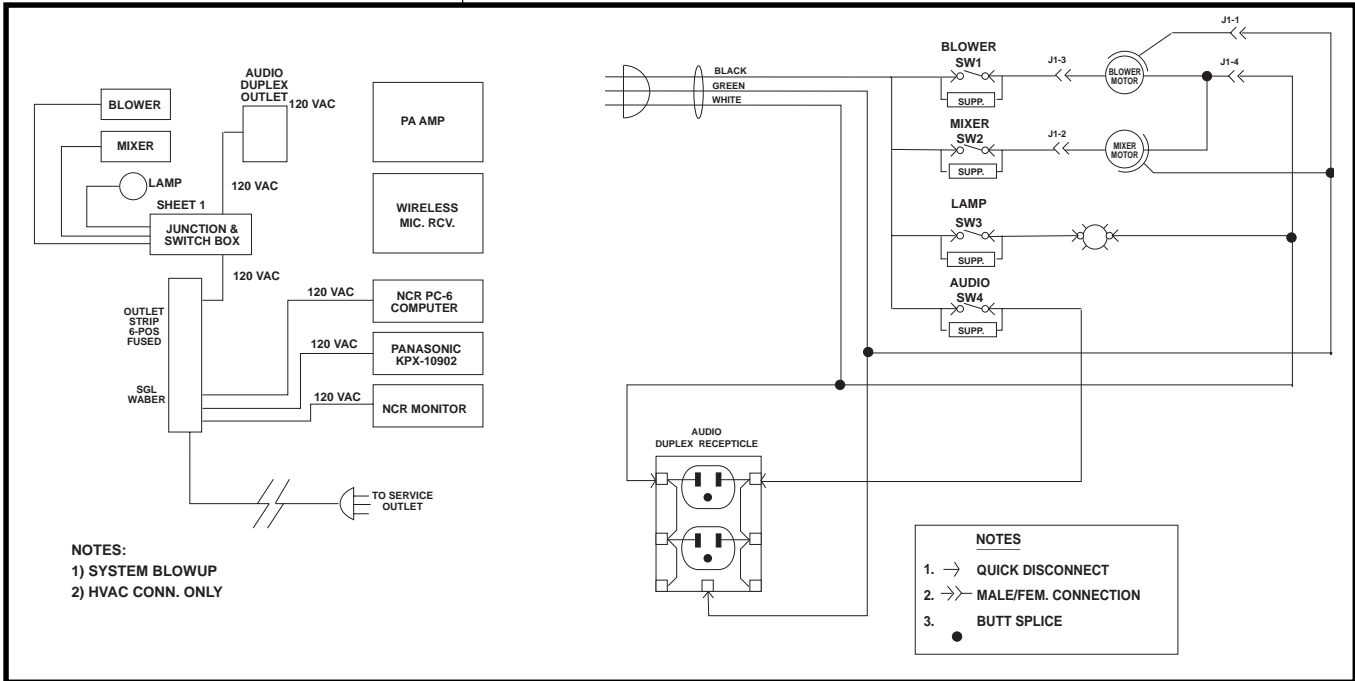 AUDIO
DUPLEX
OUTLET
120 VAC
BLOWER
MIXER
LAMP
120 VAC
SHEET 1
JUNCTION &
SWITCH BOX
120 VAC
PA AMP
WIRELESS
MIC. RCV.
OUTLET
STRIP
6-POS
FUSED
SGL
WABER
120 VAC
NCR PC-6
COMPUTER
120 VAC
PANASONIC
KPX-10902
120 VAC
NCR MONITOR
TO SERVICE
OUTLET
NOTES:
1) SYSTEM BLOWUP
2) HVAC CONN. ONLY
BLACK
GREEN
WHITE
BLOWER
SW1
SUPP.
J1-3
BLOWER
MOTOR
J1-1
J1-4
MIXER
SW2
SUPP.
J1-2
MIXER
MOTOR
LAMP
SW3
SUPP.
AUDIO
SW4
SUPP.
AUDIO
DUPLEX RECEPTICLE
NOTES
1. QUICK DISCONNECT
2. MALE/FEM. CONNECTION
3. BUTT SPLICE